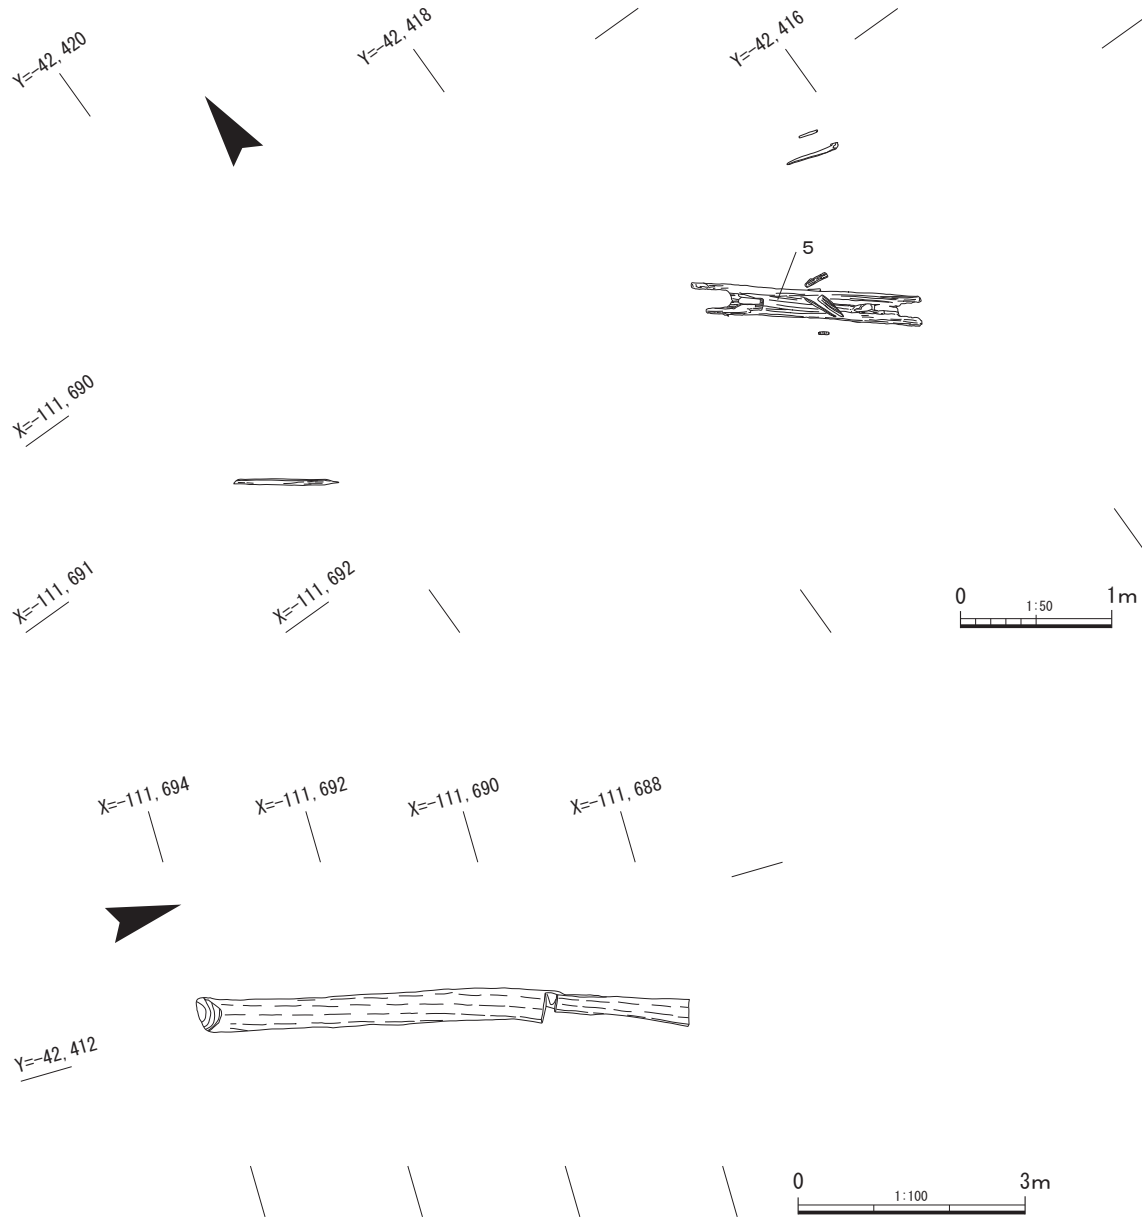 Y=-42,420
Y=-42,418
Y=-42,416
5
X=-111,690
X=-111,691
X=-111,692
0 1:50 1m
X=-111,694
X=-111,692
X=-111,690
X=-111,688
Y=-42,412
0 1:100 3m